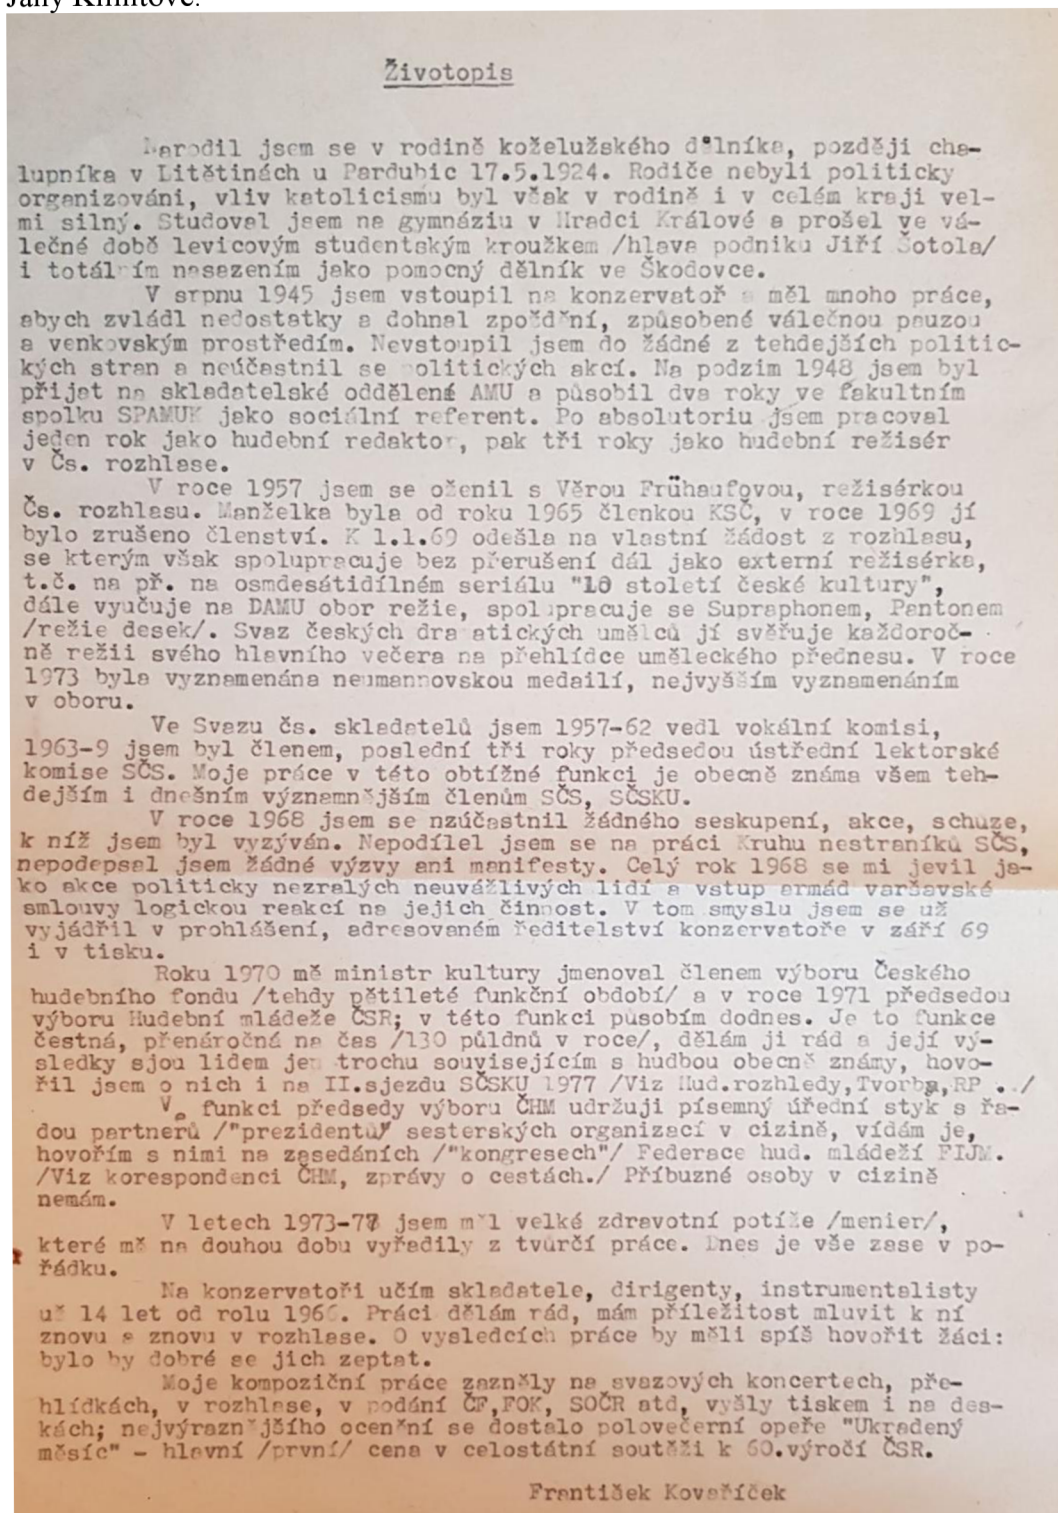 Jany Klimtové.
Životopis
Narodil jsem se v rodině koželužského dělníka, později cha-
lupníka v Litětinách u Pardubic 17.5.1924. Rodiče nebyli politicky
organizováni, vliv katolicismu byl však v rodině i v celém kraji vel-
mi silný. Studoval jsem na gymnáziu v Hradci Králové a prošel ve vá-
lečné době levicovým studentským kroužkem /hlava podniku Jiří Šotola/
i totálním nasazením jako pomocný dělník ve Škodovce.
V srpnu 1945 jsem vstoupil na konzervatoř a měl mnoho práce,
abych zvládl nedostatky a dohnal zpoždění, způsobené válečnou pauzou
a venkovským prostředím. Nevstoupil jsem do žádné z tehdejších politic-
kých stran a neúčastnil se politických akcí. Na podzim 1948 jsem byl
přijat na skladatelské oddělení AMU a působil dva roky ve fakultním
spolku SPAMUK jako sociální referent. Po absolutoriu jsem pracoval
jeden rok jako hudební redaktor, pak tři roky jako hudební režisér
v Čs. rozhlase.
V roce 1957 jsem se oženil s Věrou Frühaufovou, režisérkou
Čs. rozhlasu. Manželka byla od roku 1965 členkou KSČ, v roce 1969 jí
bylo zrušeno členství. K 1.1.69 odešla na vlastní žádost z rozhlasu,
se kterým však spolupracuje bez přerušení dál jako externí režisérka,
t.č. na př. na osmdesátidílném seriálu "10 století české kultury",
dále vyučuje na DAMU obor režie, spolupracuje se Supraphonem, Pantonem
/režie desek/. Svaz českých dramatických umělců jí svěřuje každoroč-
ně režii svého hlavního večera na přehlídce uměleckého přednesu. V roce
1973 byla vyznamenána neumannovskou medailí, nejvyšším vyznamenáním
v oboru.
Ve Svazu čs. skladatelů jsem 1957-62 vedl vokální komisi,
1963-9 jsem byl členem, poslední tři roky předsedou ústřední lektorské
komise SČS. Moje práce v této obtížné funkci je obecně známa všem teh-
dejším i dnešním významnějším členům SČS, SČSKU.
V roce 1968 jsem se nzúčastnil žádného seskupení, akce, schuze,
k níž jsem byl vyzýván. Nepodílel jsem se na práci Kruhu nestraníků SČS,
nepodepsal jsem žádné výzvy ani manifesty. Celý rok 1968 se mi jevil ja-
ko akce politicky nezralých neuvážlivých lidí a vstup armád varšavské
smlouvy logickou reakcí na jejich činnost. V tom smyslu jsem se už
vyjádřil v prohlášení, adresovaném ředitelství konzervatoře v září 69
i v tisku.
Roku 1970 mě ministr kultury jmenoval členem výboru Českého
hudebního fondu /tehdy pětileté funkční období/ a v roce 1971 předsedou
výboru Hudební mládeže ČSR; v této funkci působím dodnes. Je to funkce
čestná, přenáročná na čas /130 půldnů v roce/, dělám ji rád a její vý-
sledky sjou lidem jen trochu souvisejícím s hudbou obecně známy, hovo-
řil jsem o nich i na II.sjezdu SČSKU 1977 /Viz Hud.rozhledy,Tvorba,RP ../
Ve funkci předsedy výboru ČHM udržuji písemný úřední styk s řa-
dou partnerů /"prezidentů" sesterských organizací v cizině, vídám je,
hovořím s nimi na zasedáních /"kongresech"/ Federace hud. mládeží FIJM.
/Viz korespondenci ČHM, zprávy o cestách./ Příbuzné osoby v cizině
nemám.
V letech 1973-77 jsem měl velké zdravotní potíže /menier/,
které mě na douhou dobu vyřadily z tvůrčí práce. Dnes je vše zase v po-
řádku.
Na konzervatoři učím skladatele, dirigenty, instrumentalisty
už 14 let od rolu 1966. Práci dělám rád, mám příležitost mluvit k ní
znovu a znovu v rozhlase. O vysledcích práce by měli spíš hovořit žáci:
bylo by dobré se jich zeptat.
Moje kompoziční práce zazněly na svazových koncertech, pře-
hlídkách, v rozhlase, v podání ČF,FOK, SOČR atd, vyšly tiskem i na des-
kách; nejvýraznějšího ocenění se dostalo polovečerní opeře "Ukradený
měsíc" - hlavní /první/ cena v celostátní soutěži k 60.výročí ČSR.
František Kovaříček